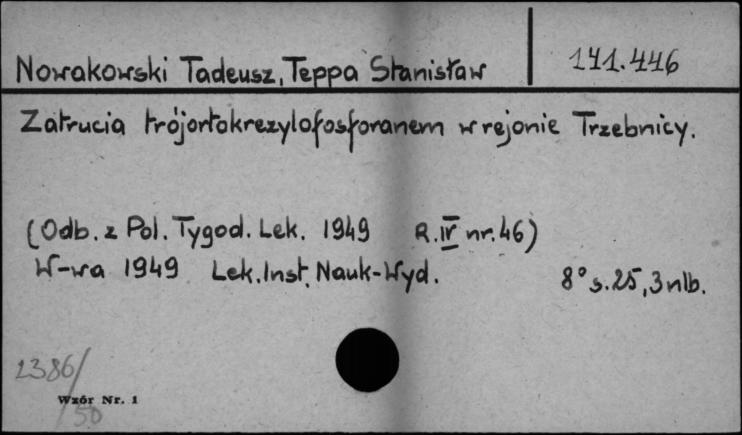 Nowakowski Tadeusz, Teppa Stanisław
141.446
Zatrucia trójortokrezylofosforanem w rejonie Trzebnicy.
(Odb. z Pol. Tygod. Lek. 1949 R. IV nr. 46)
W-wa 1949 Lek. Inst. Nauk-Wyd.
8° s. 25, 3 nlb.
2386/
Wzór Nr. 1
/50